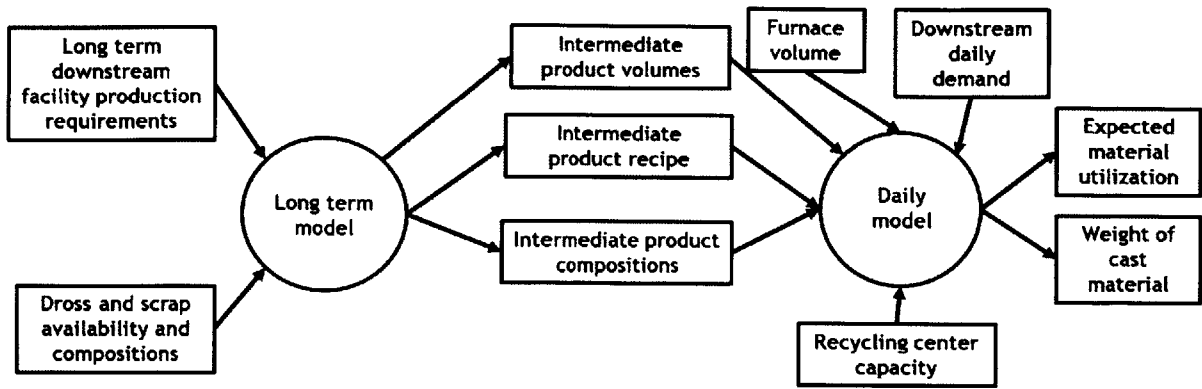 Long term
downstream
facility production
requirements
Dross and scrap
availability and
compositions
Long term
model
Intermediate
product volumes
Intermediate
product recipe
Intermediate product
compositions
Furnace
volume
Downstream
daily
demand
Daily
model
Recycling center
capacity
Expected
material
utilization
Weight of
cast
material